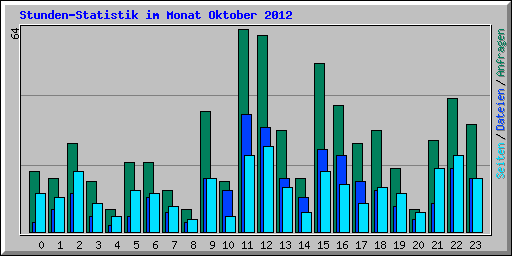 Stunden-Statistik im Monat Oktober 2012
64
Seiten/Dateien/Anfragen
0 1 2 3 4 5 6 7 8 9 10 11 12 13 14 15 16 17 18 19 20 21 22 23